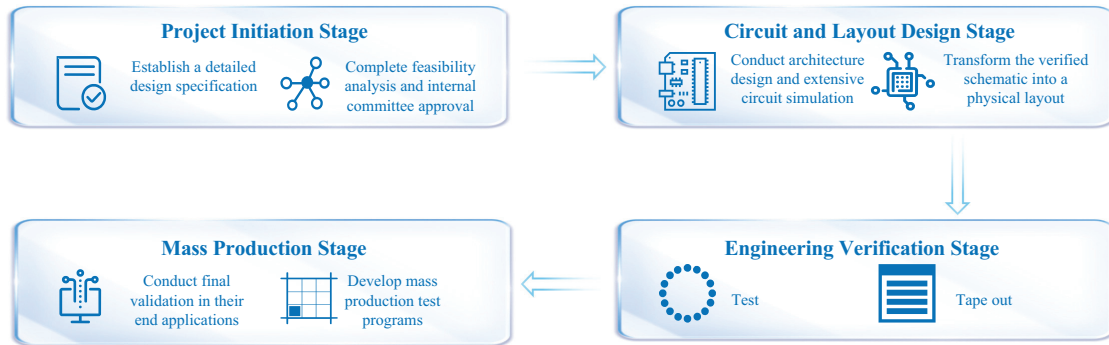 Project Initiation Stage
Establish a detailed
design specification
Complete feasibility
analysis and internal
committee approval
Circuit and Layout Design Stage
Conduct architecture
design and extensive
circuit simulation
Transform the verified
schematic into a
physical layout
Engineering Verification Stage
Test
Tape out
Mass Production Stage
Conduct final
validation in their
end applications
Develop mass
production test
programs